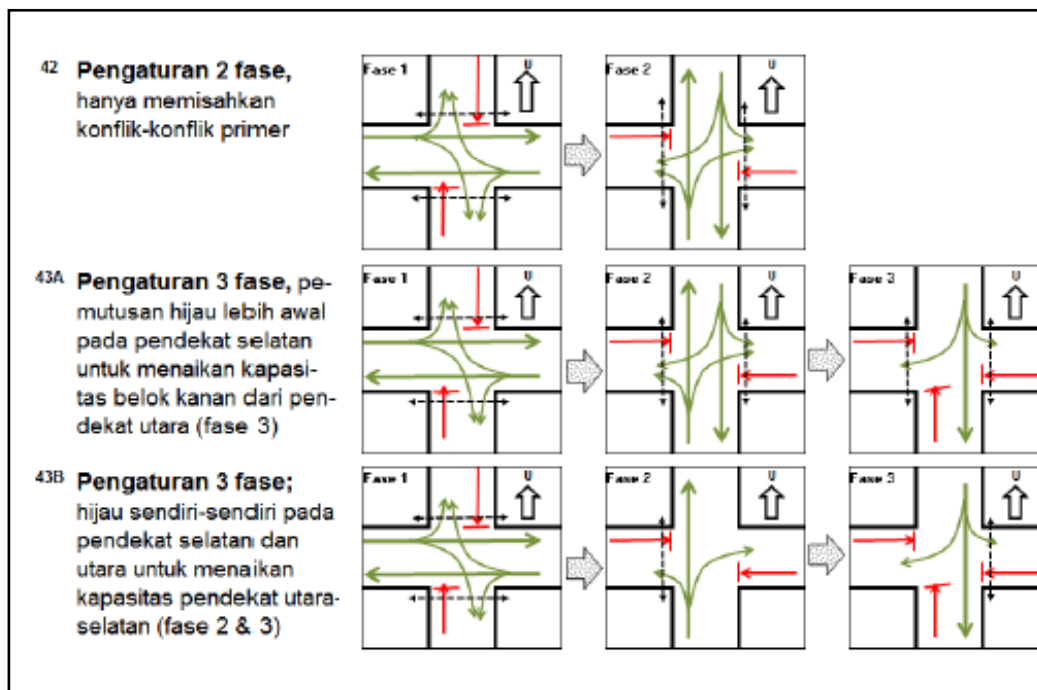 42 Pengaturan 2 fase,
hanya memisahkan
konflik-konflik primer
Fase 1
U
Fase 2
U
43A Pengaturan 3 fase, pe-
mutusan hijau lebih awal
pada pendekat selatan
untuk menaikan kapasi-
tas belok kanan dari pen-
dekat utara (fase 3)
Fase 1
U
Fase 2
U
Fase 3
U
43B Pengaturan 3 fase;
hijau sendiri-sendiri pada
pendekat selatan dan
utara untuk menaikan
kapasitas pendekat utara-
selatan (fase 2 & 3)
Fase 1
U
Fase 2
U
Fase 3
U